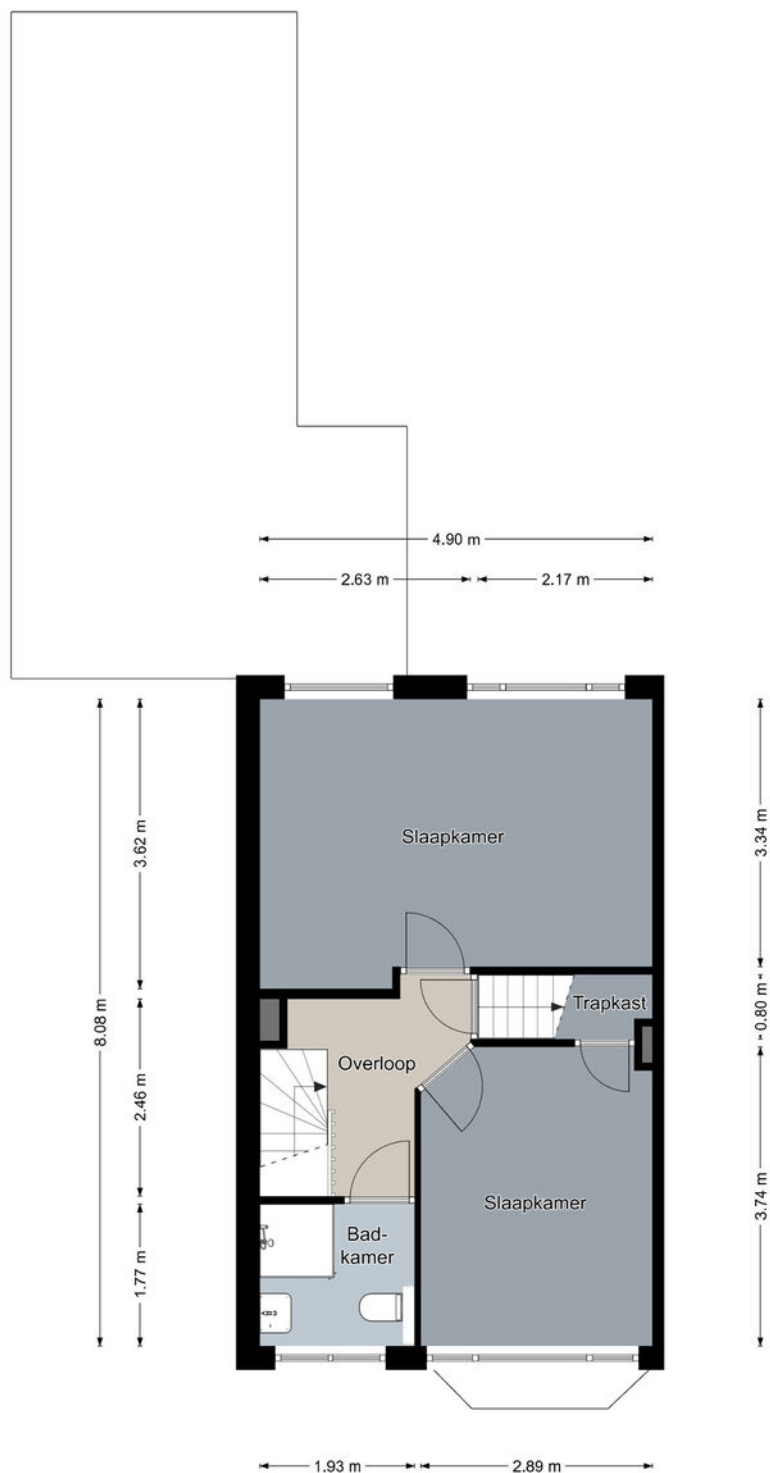 4.90 m
2.63 m
2.17 m
3.62 m
3.34 m
Slaapkamer
8.08 m
0.80 m
Trapkast
Overloop
2.46 m
Slaapkamer
3.74 m
Bad-
kamer
1.77 m
1.93 m
2.89 m